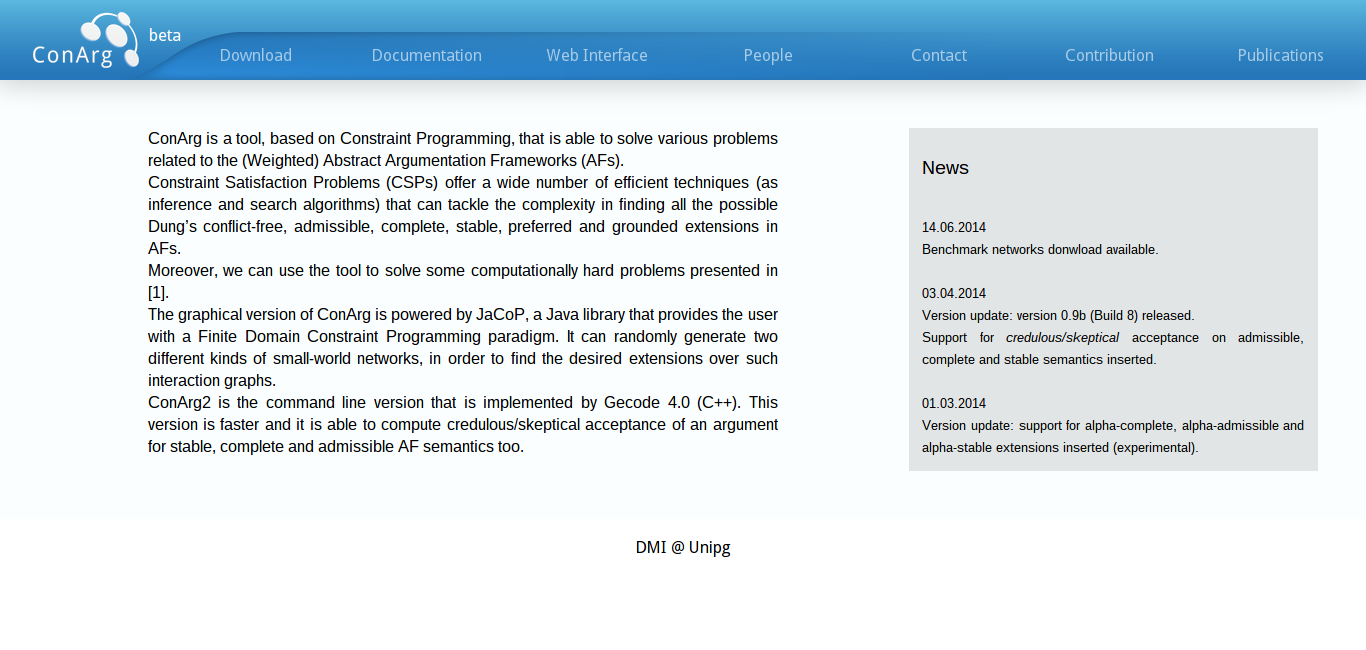 ConArg
beta
Download
Documentation
Web Interface
People
Contact
Contribution
Publications
ConArg is a tool, based on Constraint Programming, that is able to solve various problems
related to the (Weighted) Abstract Argumentation Frameworks (AFs).
Constraint Satisfaction Problems (CSPs) offer a wide number of efficient techniques (as
inference and search algorithms) that can tackle the complexity in finding all the possible
Dung’s conflict-free, admissible, complete, stable, preferred and grounded extensions in
AFs.
Moreover, we can use the tool to solve some computationally hard problems presented in
[1].
The graphical version of ConArg is powered by JaCoP, a Java library that provides the user
with a Finite Domain Constraint Programming paradigm. It can randomly generate two
different kinds of small-world networks, in order to find the desired extensions over such
interaction graphs.
ConArg2 is the command line version that is implemented by Gecode 4.0 (C++). This
version is faster and it is able to compute credulous/skeptical acceptance of an argument
for stable, complete and admissible AF semantics too.
News
14.06.2014
Benchmark networks donwload available.
03.04.2014
Version update: version 0.9b (Build 8) released.
Support for credulous/skeptical acceptance on admissible,
complete and stable semantics inserted.
01.03.2014
Version update: support for alpha-complete, alpha-admissible and
alpha-stable extensions inserted (experimental).
DMI @ Unipg